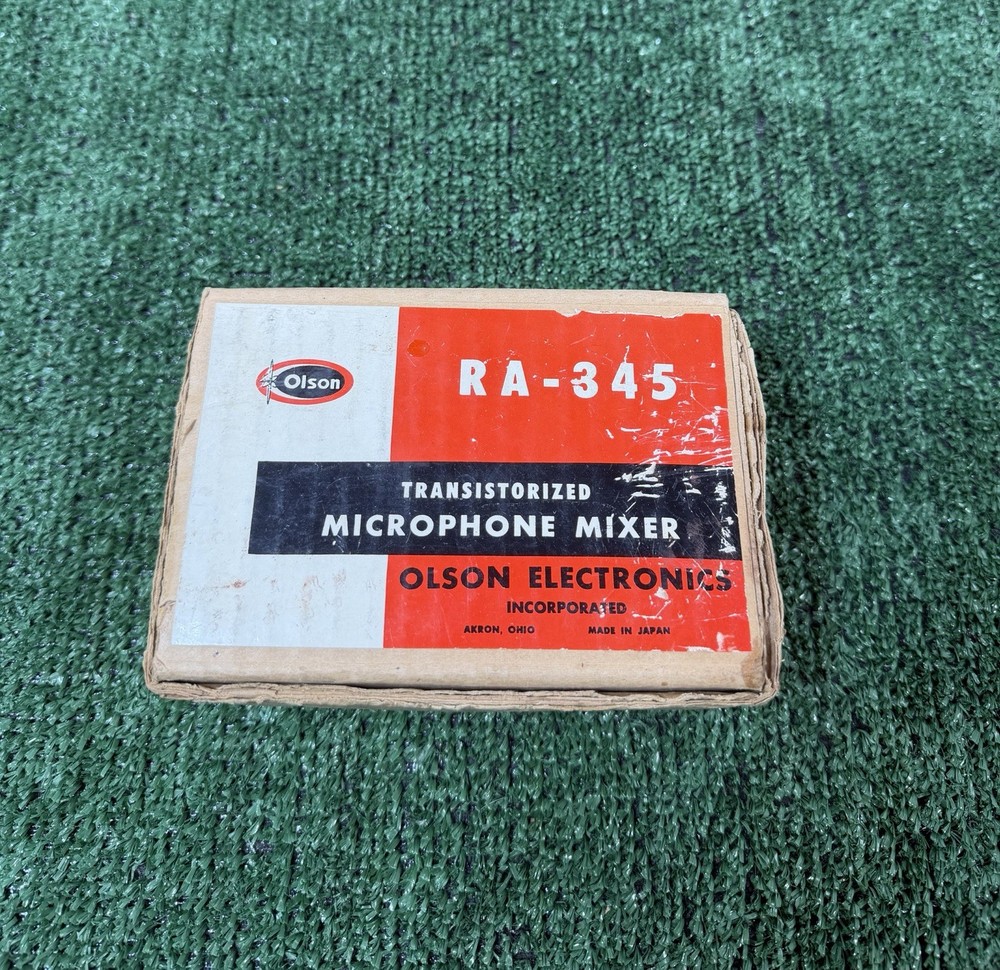 Olson
RA-345
TRANSISTORIZED
MICROPHONE MIXER
OLSON ELECTRONICS
INCORPORATED
AKRON, OHIO MADE IN JAPAN